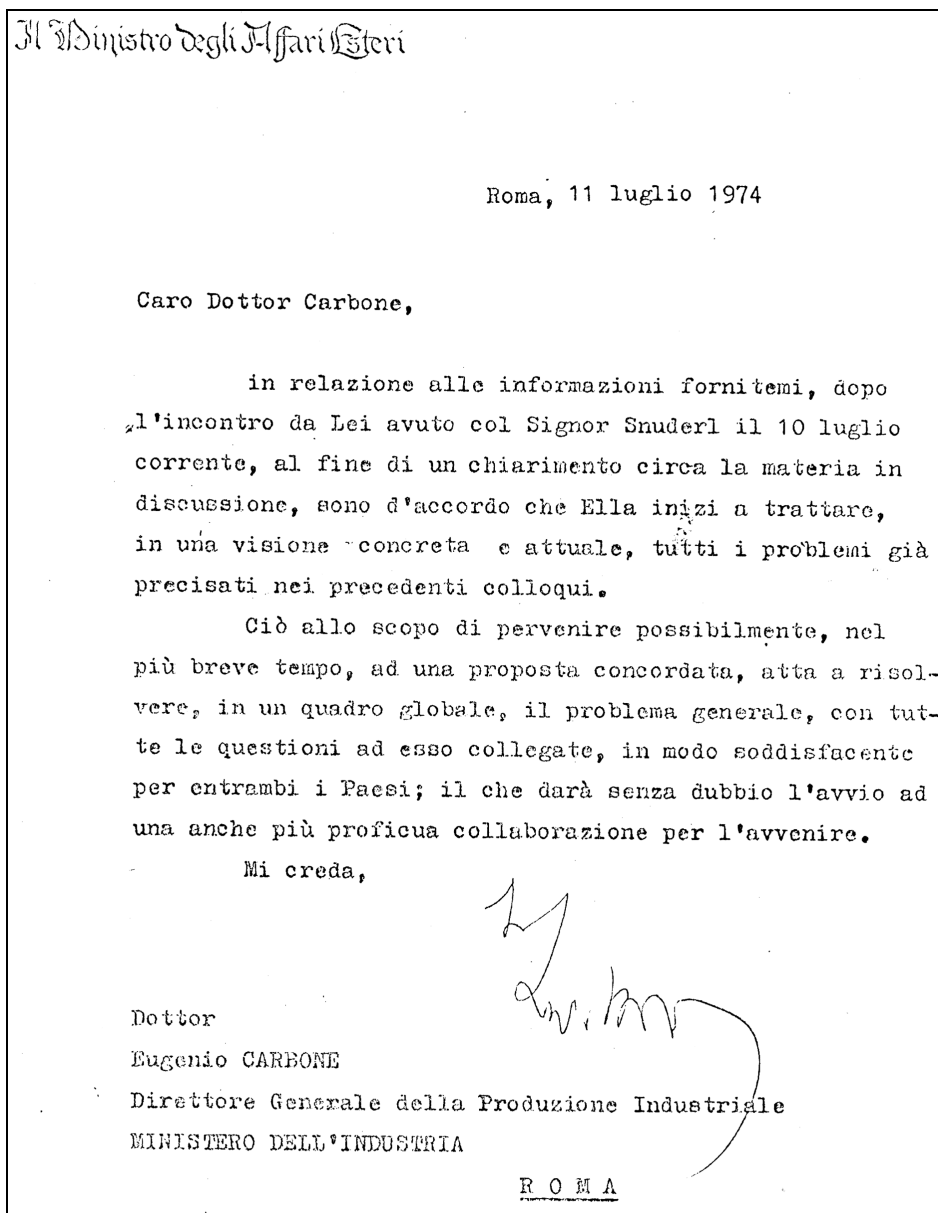 Il Ministro degli Affari Esteri
Roma, 11 luglio 1974
Caro Dottor Carbone,
in relazione alle informazioni fornitemi, dopo
l'incontro da Lei avuto col Signor Snuderl il 10 luglio
corrente, al fine di un chiarimento circa la materia in
discussione, sono d'accordo che Ella inizi a trattare,
in una visione concreta e attuale, tutti i problemi già
precisati nei precedenti colloqui.
Ciò allo scopo di pervenire possibilmente, nel
più breve tempo, ad una proposta concordata, atta a risol-
vere, in un quadro globale, il problema generale, con tut-
te le questioni ad esso collegate, in modo soddisfacente
per entrambi i Paesi; il che darà senza dubbio l'avvio ad
una anche più proficua collaborazione per l'avvenire.
Mi creda,
Dottor
Eugenio CARBONE
Direttore Generale della Produzione Industriale
MINISTERO DELL'INDUSTRIA
R O M A